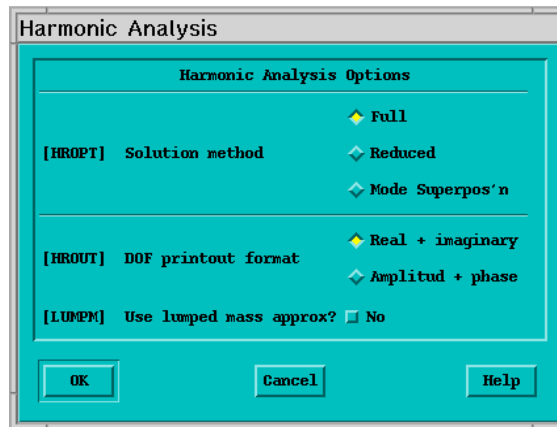 Harmonic Analysis
Harmonic Analysis Options
Full
[HROPT] Solution method
Reduced
Mode Superpos'n
Real + imaginary
[HROUT] DOF printout format
Amplitud + phase
[LUMPM] Use lumped mass approx? No
OK Cancel Help